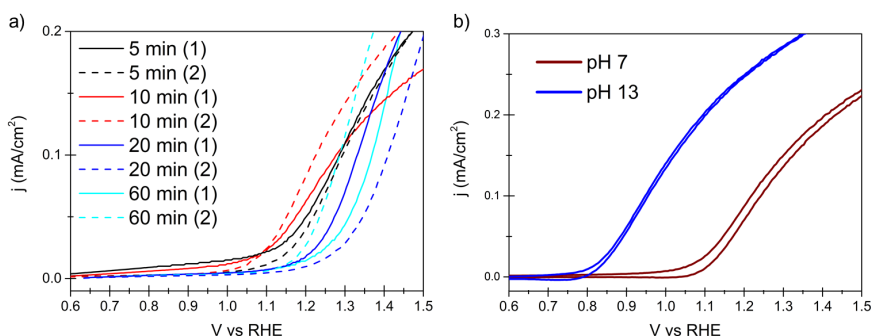 a)
j (mA/cm²)
0.2
0.1
0.0
5 min (1)
5 min (2)
10 min (1)
10 min (2)
20 min (1)
20 min (2)
60 min (1)
60 min (2)
0.6 0.7 0.8 0.9 1.0 1.1 1.2 1.3 1.4 1.5
V vs RHE
b)
j (mA/cm²)
0.3
0.2
0.1
0.0
pH 7
pH 13
0.6 0.7 0.8 0.9 1.0 1.1 1.2 1.3 1.4 1.5
V vs RHE